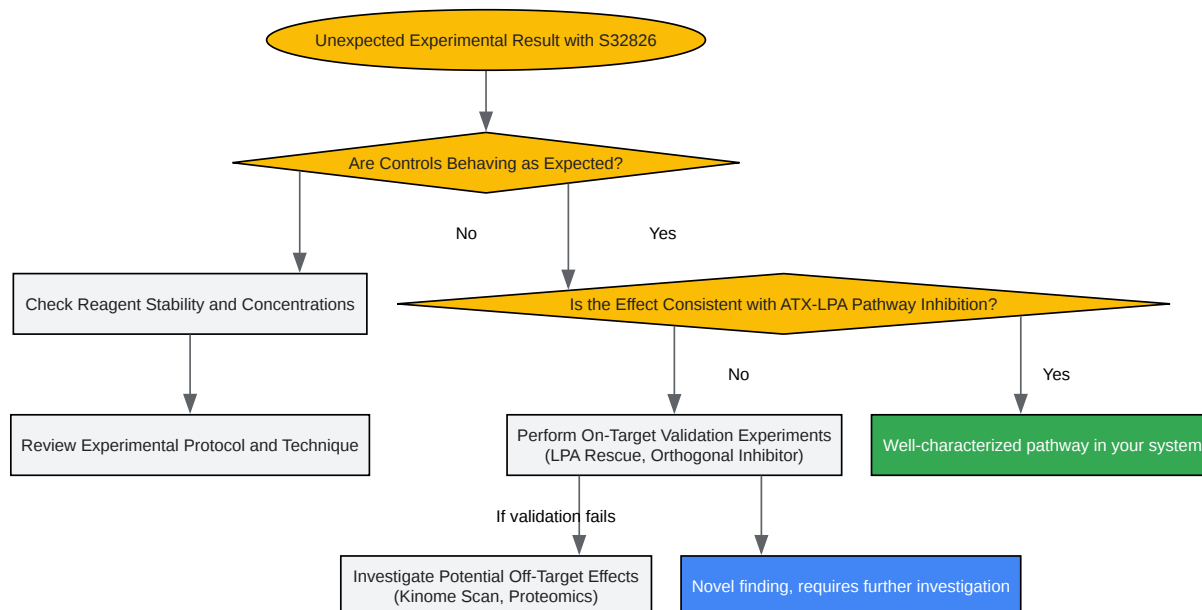 Unexpected Experimental Result with S32826
Are Controls Behaving as Expected?
No
Yes
Check Reagent Stability and Concentrations
Is the Effect Consistent with ATX-LPA Pathway Inhibition?
No
Yes
Review Experimental Protocol and Technique
Perform On-Target Validation Experiments
(LPA Rescue, Orthogonal Inhibitor)
Well-characterized pathway in your system
If validation fails
Investigate Potential Off-Target Effects
(Kinome Scan, Proteomics)
Novel finding, requires further investigation